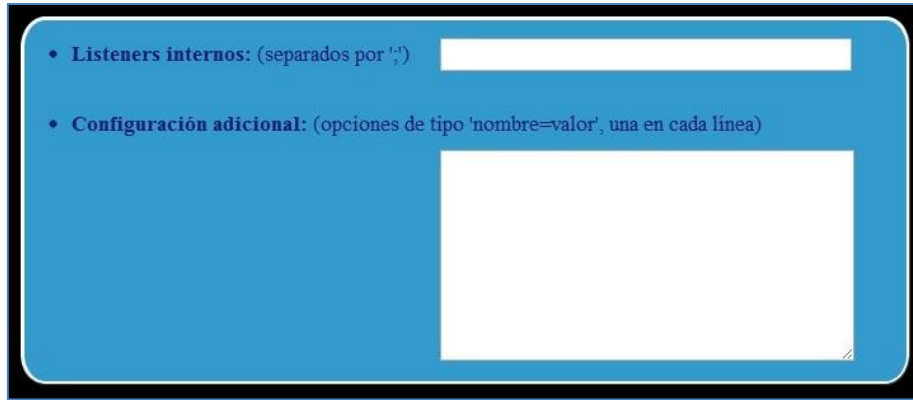 Listeners internos: (separados por ';')
Configuración adicional: (opciones de tipo 'nombre=valor', una en cada línea)